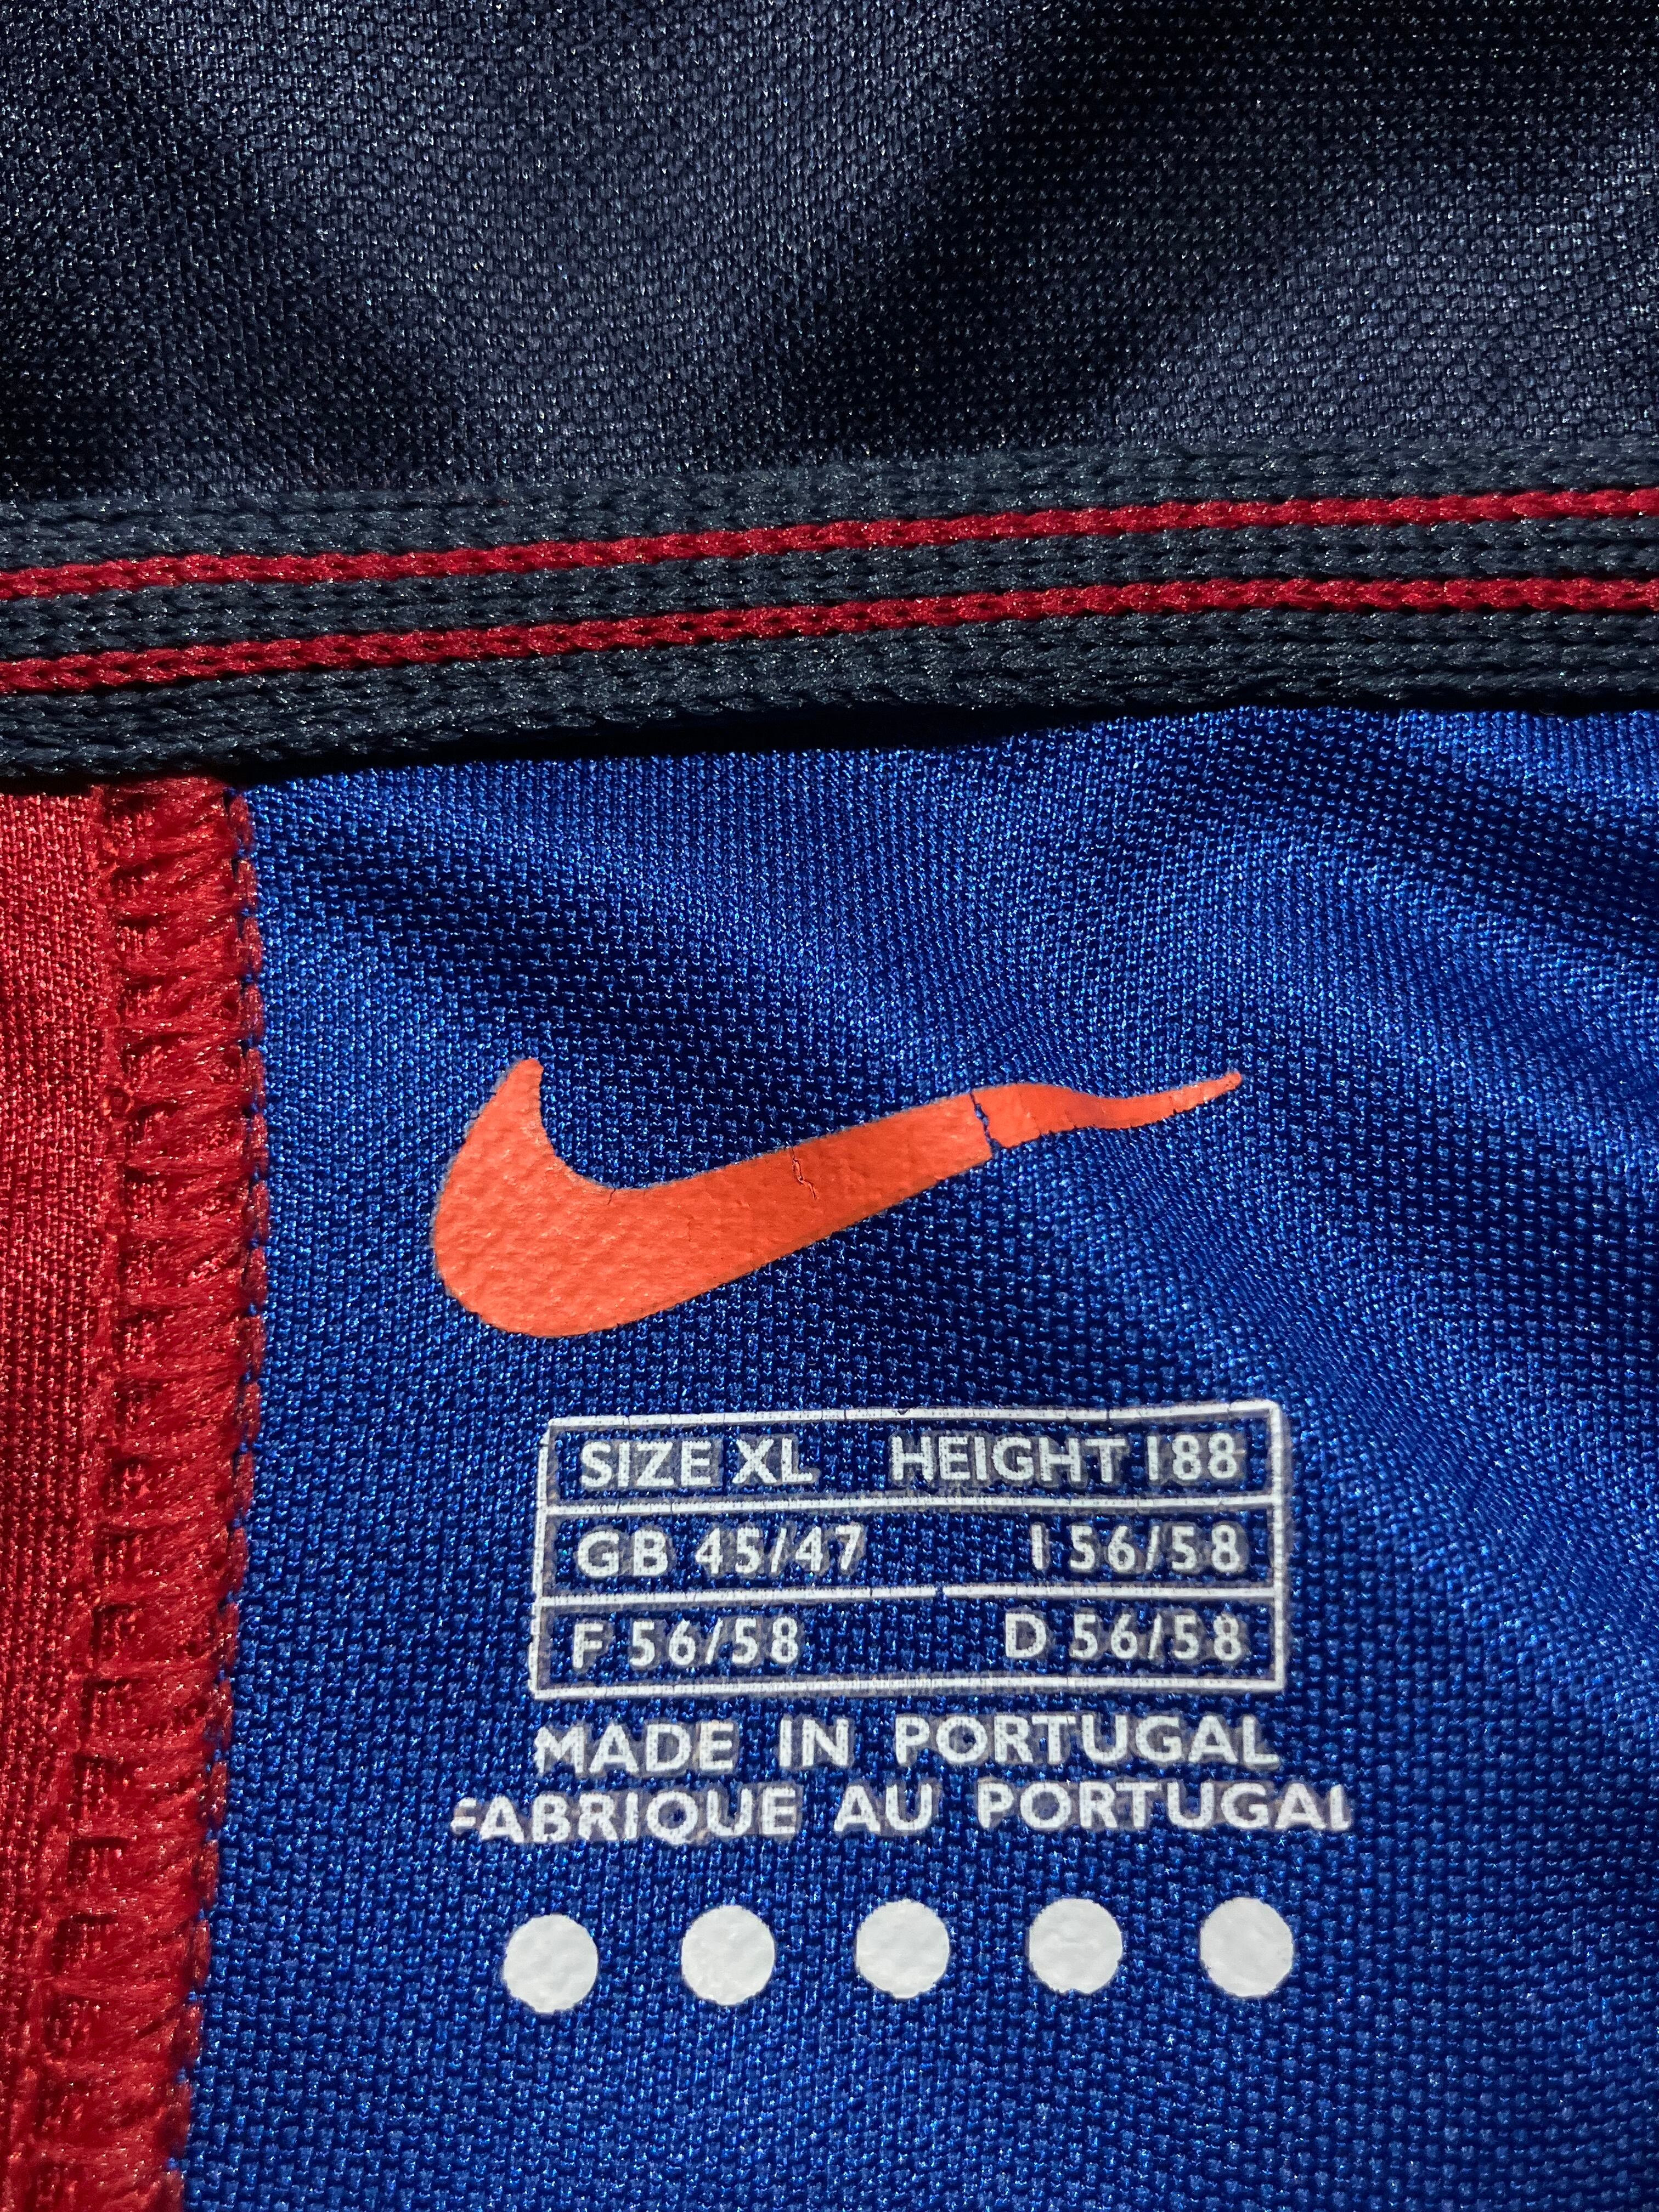 SIZE XL HEIGHT 188
GB 45/47 I 56/58
F 56/58 D 56/58
MADE IN PORTUGAL
FABRIQUE AU PORTUGAL